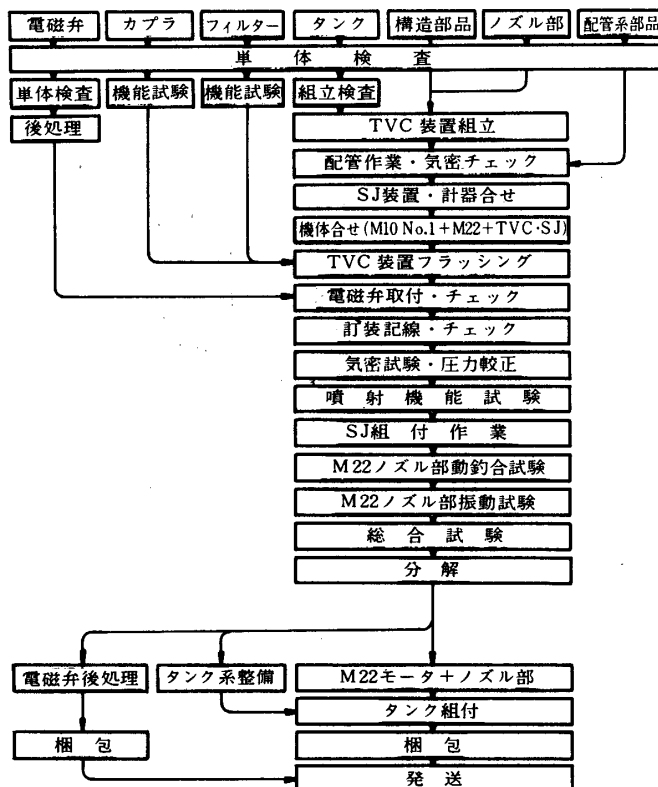 電磁弁 カプラ フィルター タンク 構造部品 ノズル部 配管系部品
単体検査
単体検査 機能試験 機能試験 組立検査
後処理
TVC装置組立
配管作業・気密チェック
SJ装置・計器合せ
機体合せ(M10 No.1+M22+TVC・SJ)
TVC装置フラッシング
電磁弁取付・チェック
訂装記線・チェック
気密試験・圧力較正
噴射機能試験
SJ組付作業
M22ノズル部動釣合試験
M22ノズル部振動試験
総合試験
分解
電磁弁後処理 タンク系整備 M22モータ+ノズル部
タンク組付
梱包 梱包
発送